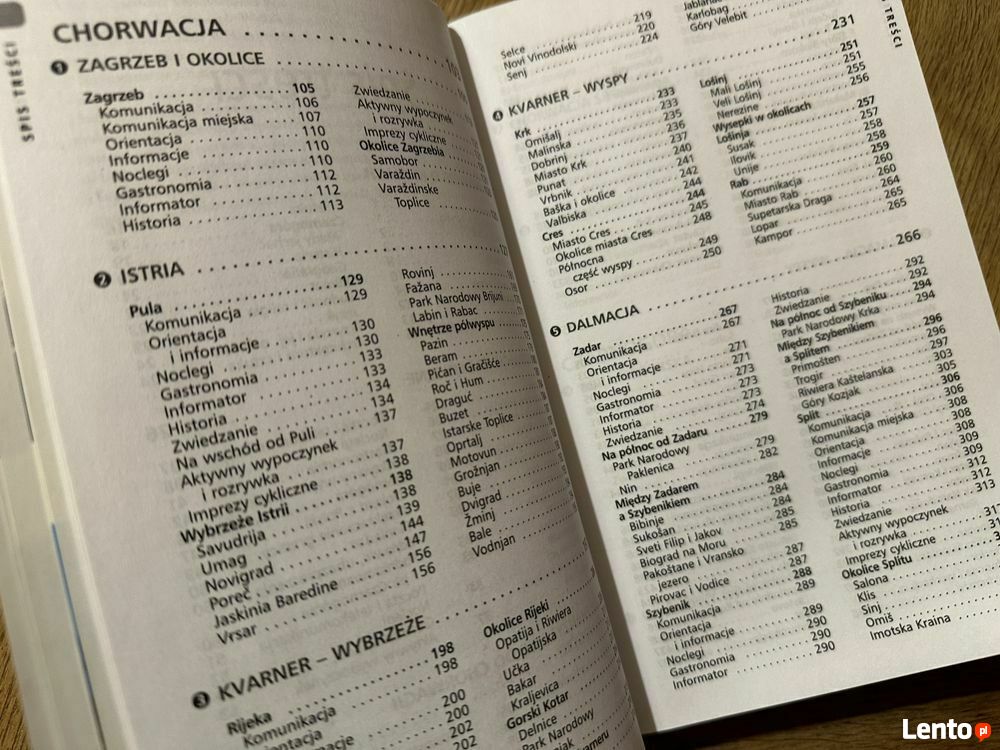 SPIS TREŚCI
CHORWACJA
1 ZAGRZEB I OKOLICE 103
Zagrzeb 105
Komunikacja 106
Komunikacja miejska 107
Orientacja 110
Informacje 110
Noclegi 110
Gastronomia 112
Informator 112
Historia 113
Zwiedzanie
Aktywny wypoczynek
i rozrywka
Imprezy cykliczne
Okolice Zagrzebia
Samobor
Varaždin
Varaždinske
Toplice
2 ISTRIA 127
Pula 129
Komunikacja 129
Orientacja
i informacje 130
Noclegi 130
Gastronomia 133
Informator 133
Historia 134
Zwiedzanie 134
Na wschód od Puli 137
Aktywny wypoczynek
i rozrywka 137
Imprezy cykliczne 138
Wybrzeże Istrii 138
Savudrija 138
Umag 139
Novigrad 144
Poreč 147
Jaskinia Baredine 156
Vrsar 156
Rovinj
Fažana
Park Narodowy Brijuni
Labin i Rabac
Wnętrze półwyspu
Pazin
Beram
Pićan i Gračišće
Roč i Hum
Draguć
Buzet
Istarske Toplice
Oprtalj
Motovun
Grožnjan
Buje
Dvigrad
Žminj
Bale
Vodnjan
3 KVARNER – WYBRZEŻE
Rijeka 198
Komunikacja 198
Orientacja
informacje 200
200
202
Okolice Rijeki
Opatija i Riwiera
Opatijska
Učka
Bakar
Kraljevica
Gorski Kotar
Delnice
Park Narodowy
SPIS TREŚCI
Selce 219
Novi Vinodolski 220
Senj 224
Jablanac
Karlobag
Góry Velebit
4 KVARNER – WYSPY 231
Krk 233
Omišalj 233
Malinska 235
Dobrinj 236
Miasto Krk 237
Punat 240
Vrbnik 241
Baška i okolice 242
Valbiska 244
Cres 244
Miasto Cres 245
Okolice miasta Cres 248
Północna
część wyspy 249
Osor 250
Lošinj 251
Mali Lošinj 251
Veli Lošinj 255
Nerezine 256
Wysepki w okolicach
Lošinja 257
Susak 257
Ilovik 258
Unije 258
Rab 259
Komunikacja 260
Miasto Rab 260
Supetarska Draga 264
Lopar 265
Kampor 265
5 DALMACJA 266
Zadar 267
Komunikacja 267
Orientacja
i informacje 271
Noclegi 271
Gastronomia 273
Informator 273
Historia 273
Zwiedzanie 274
Na północ od Zadaru 279
Park Narodowy
Paklenica 279
Nin 282
Między Zadarem
a Szybenikiem 284
Bibinje 284
Sukošan 284
Sveti Filip i Jakov 285
Biograd na Moru 285
Pakoštane i Vransko
jezero 287
Pirovac i Vodice 287
Szybenik 288
Komunikacja 289
Orientacja
i informacje 289
Noclegi 290
Gastronomia 290
Informator 290
Historia 292
Zwiedzanie 292
Na północ od Szybeniku 294
Park Narodowy Krka 294
Między Szybenikiem
a Splitem 296
Primošten 296
Trogir 297
Riwiera Kaštelanska 303
Góry Kozjak 305
Split 306
Komunikacja 306
Komunikacja miejska 308
Orientacja 308
Informacje 308
Noclegi 309
Gastronomia 309
Informator 312
Historia 312
Zwiedzanie 313
Aktywny wypoczynek
i rozrywka
Imprezy cykliczne
Okolice Splitu
Salona
Klis
Sinj
Omiš
Imotska Kraina
Lento.pl